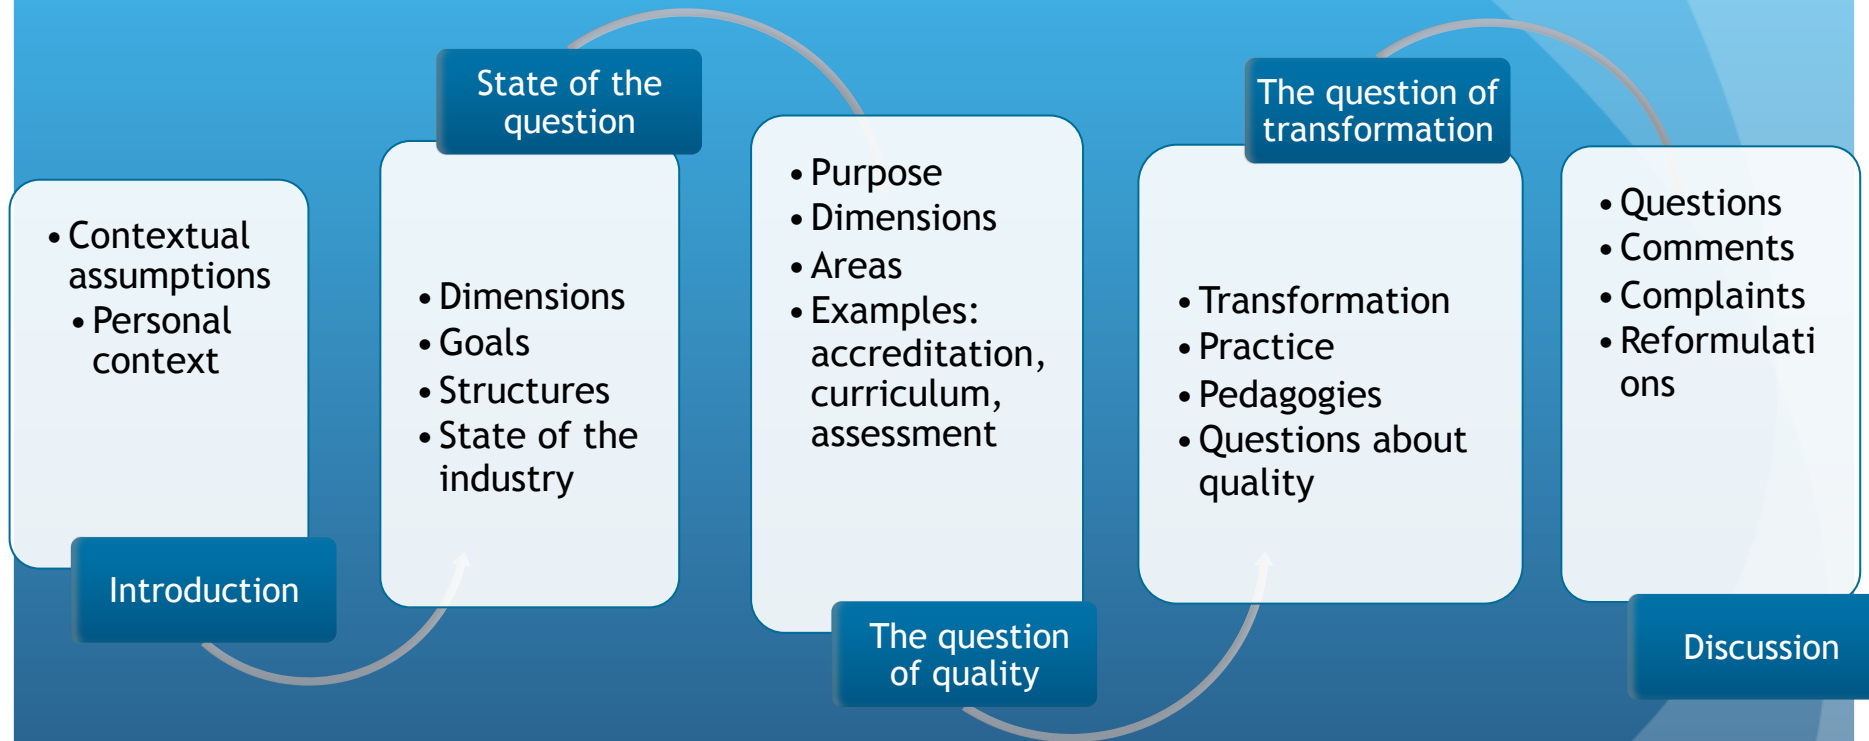 • Contextual
assumptions
• Personal
context
Introduction
State of the
question
• Dimensions
• Goals
• Structures
• State of the
industry
• Purpose
• Dimensions
• Areas
• Examples:
accreditation,
curriculum,
assessment
The question
of quality
The question of
transformation
• Transformation
• Practice
• Pedagogies
• Questions about
quality
• Questions
• Comments
• Complaints
• Reformulati
ons
Discussion